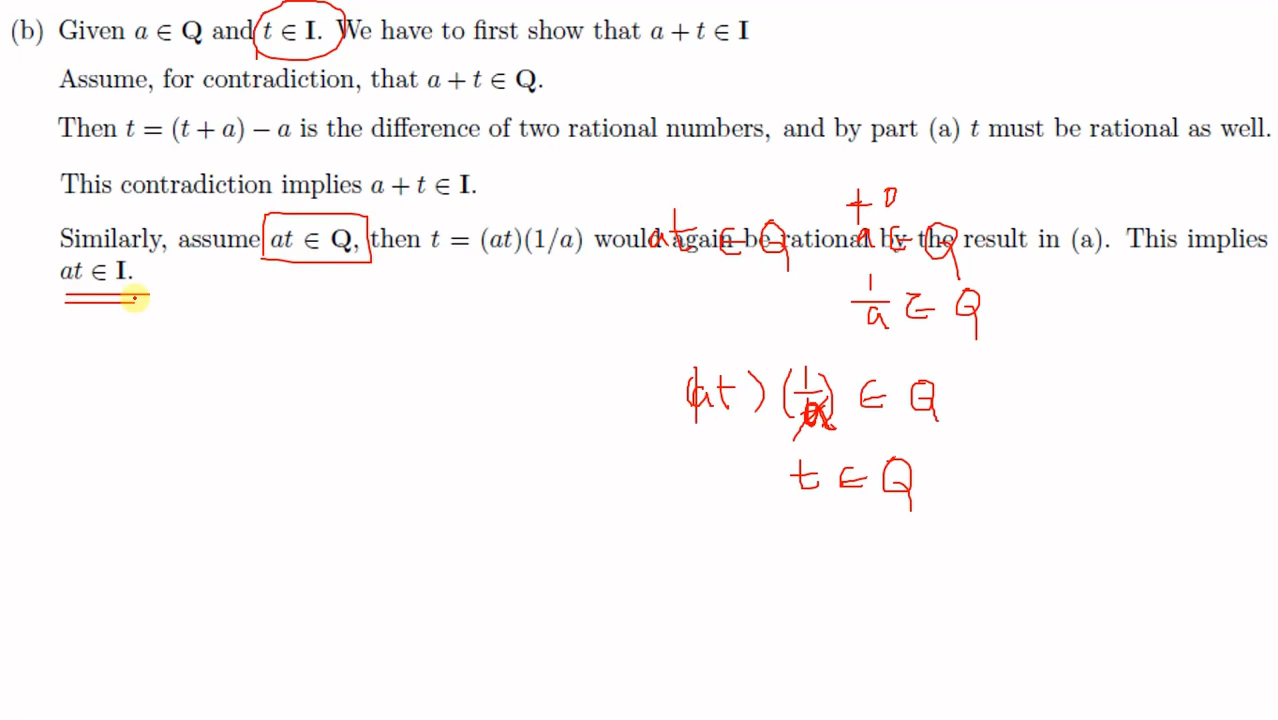 (b) Given a ∈ Q and t ∈ I. We have to first show that a + t ∈ I
Assume, for contradiction, that a + t ∈ Q.
Then t = (t + a) − a is the difference of two rational numbers, and by part (a) t must be rational as well.
This contradiction implies a + t ∈ I.
Similarly, assume at ∈ Q, then t = (at)(1/a) would again be rational by the result in (a). This implies
at ∈ I.
≠ 0
at ∈ Q a ∈ Q
1/a ∈ Q
(at) (1/a) ∈ Q
t ∈ Q